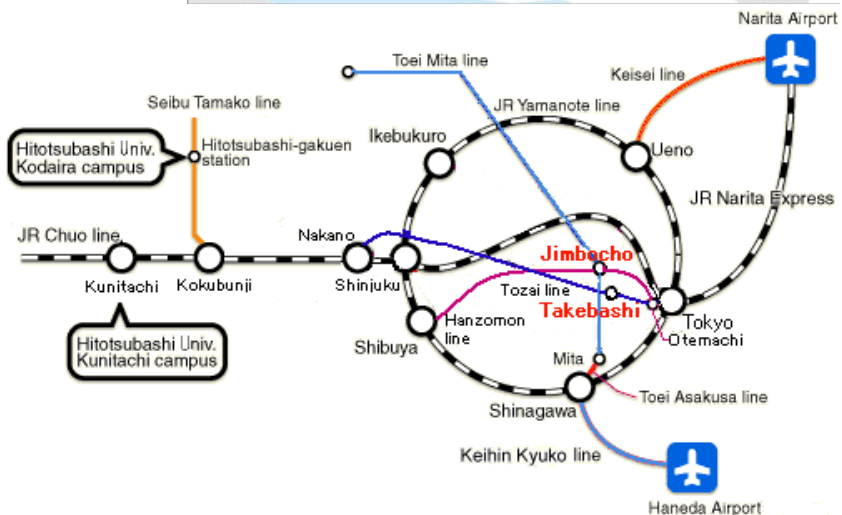 Narita Airport
Toei Mita line
Keisei line
Seibu Tamako line
JR Yamanote line
Ikebukuro
Hitotsubashi Univ.
Kodaira campus
Hitotsubashi-gakuen
station
Ueno
JR Narita Express
JR Chuo line
Nakano
Jimbocho
Kunitachi
Kokubunji
Shinjuku
Tozai line
Takebashi
Hanzomon
line
Tokyo
Otemachi
Hitotsubashi Univ.
Kunitachi campus
Shibuya
Mita
Shinagawa
Toei Asakusa line
Keihin Kyuko line
Haneda Airport